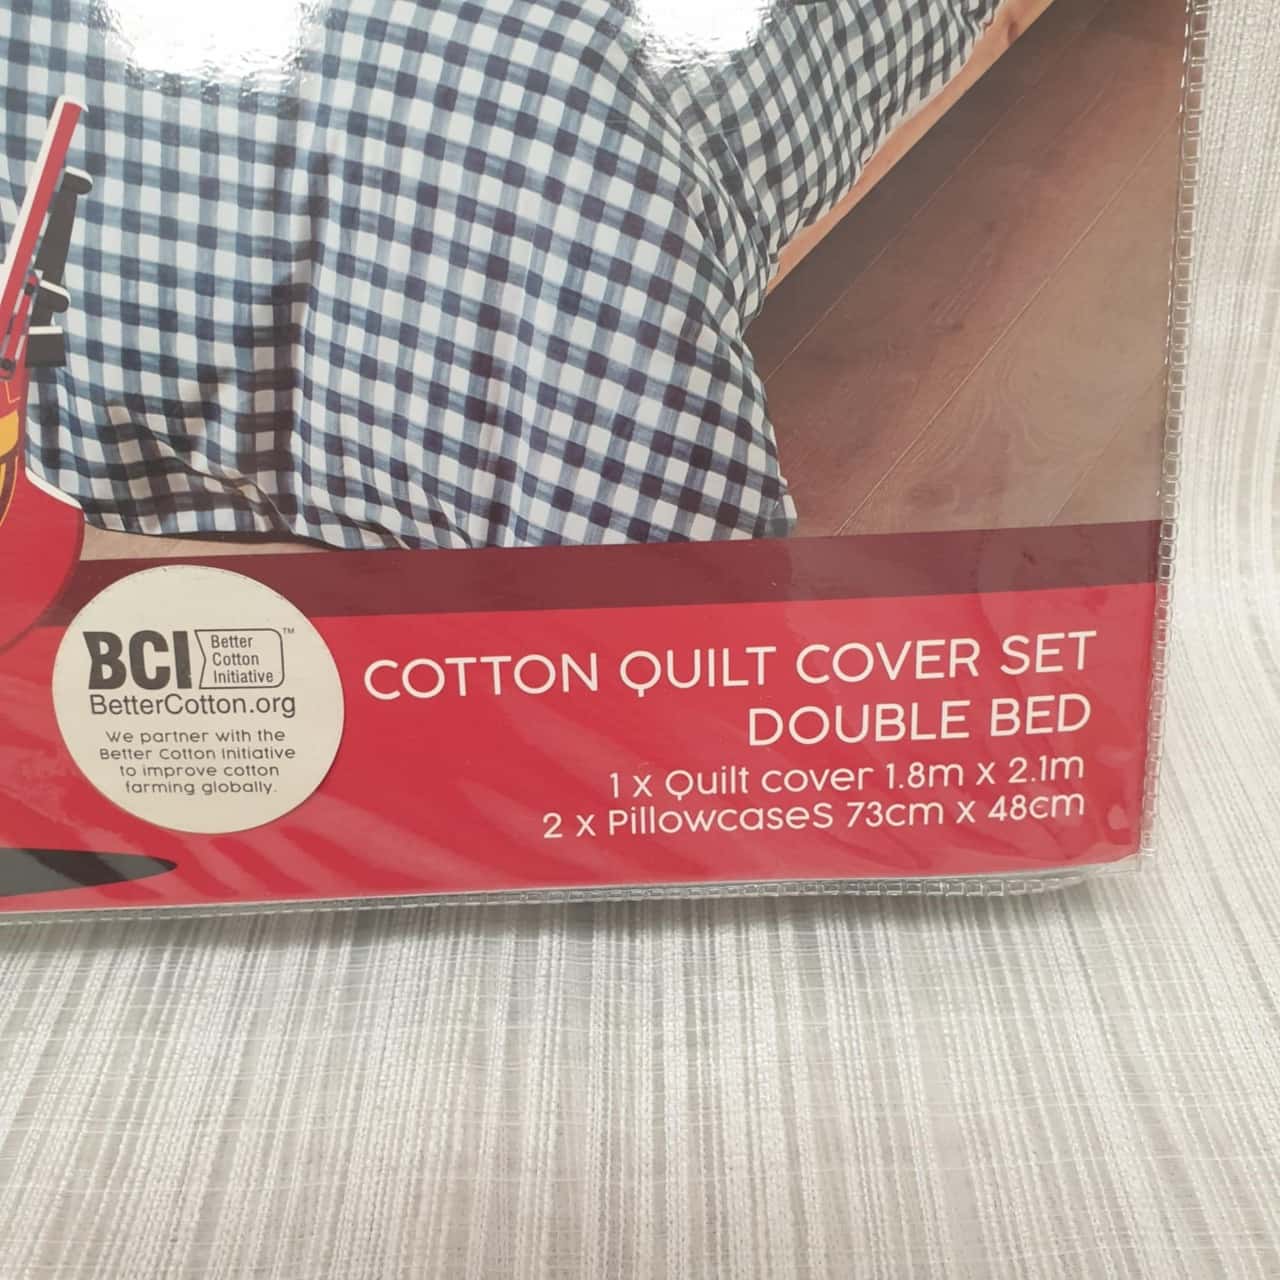 BCI Better
Cotton
Initiative™
BetterCotton.org
We partner with the
Better Cotton Initiative
to improve cotton
farming globally.
COTTON QUILT COVER SET
DOUBLE BED
1 x Quilt cover 1.8m x 2.1m
2 x Pillowcases 73cm x 48cm